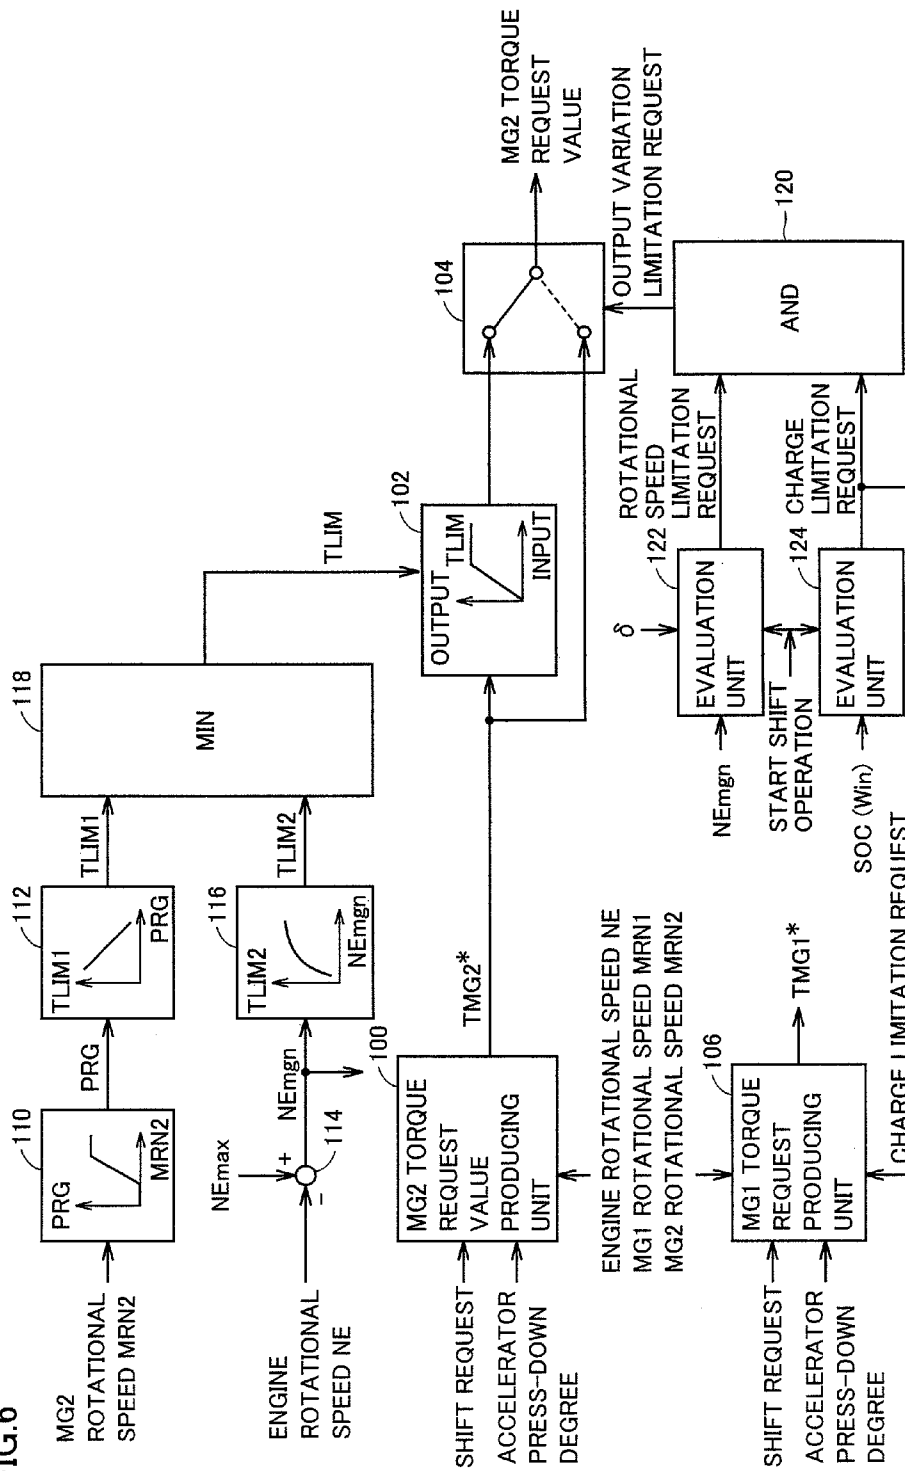 IG.6
MG2
ROTATIONAL
SPEED MRN2
110
PRG
MRN2
PRG
112
TLIM1
PRG
TLIM1
118
MIN
TLIM
ENGINE
ROTATIONAL
SPEED NE
NEmax
+
-
114
NEmgn
116
TLIM2
NEmgn
TLIM2
SHIFT REQUEST
ACCELERATOR
PRESS-DOWN
DEGREE
100
MG2 TORQUE
REQUEST
VALUE
PRODUCING
UNIT
TMG2*
102
OUTPUT
TLIM
INPUT
104
MG2 TORQUE
REQUEST
VALUE
OUTPUT VARIATION
LIMITATION REQUEST
ENGINE ROTATIONAL SPEED NE
MG1 ROTATIONAL SPEED MRN1
MG2 ROTATIONAL SPEED MRN2
SHIFT REQUEST
ACCELERATOR
PRESS-DOWN
DEGREE
106
MG1 TORQUE
REQUEST
PRODUCING
UNIT
TMG1*
CHARGE LIMITATION REQUEST
δ
NEmgn
122
EVALUATION
UNIT
ROTATIONAL
SPEED
LIMITATION
REQUEST
START SHIFT
OPERATION
SOC (Win)
124
EVALUATION
UNIT
CHARGE
LIMITATION
REQUEST
120
AND